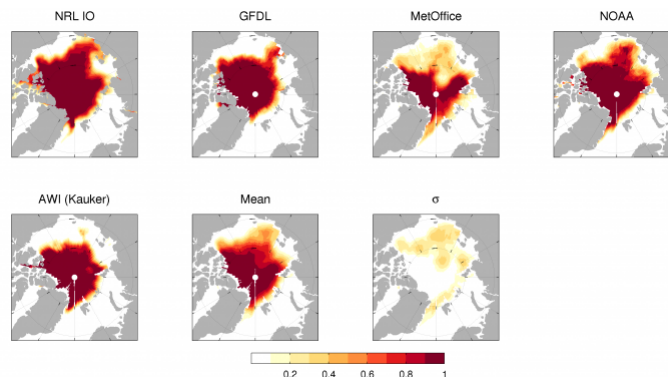 NRL IO
GFDL
MetOffice
NOAA
AWI (Kauker)
Mean
σ
0.2 0.4 0.6 0.8 1